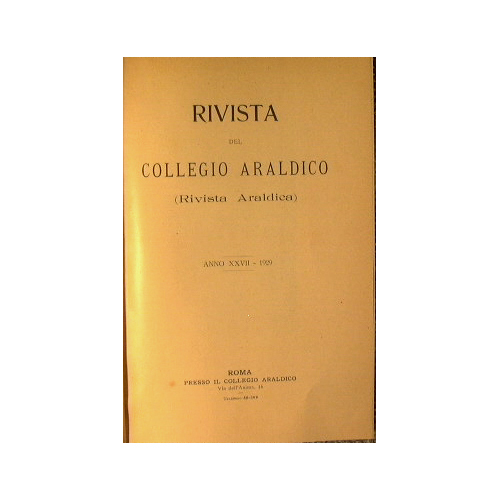 RIVISTA
DEL
COLLEGIO ARALDICO
(Rivista Araldica)
ANNO XXVII - 1929
ROMA
PRESSO IL COLLEGIO ARALDICO
Via dell'Anima, 16